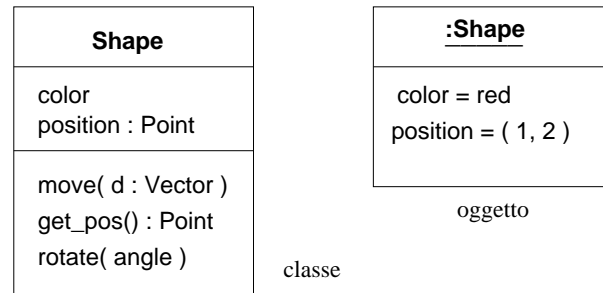 Shape
color
position : Point
move( d : Vector )
get_pos() : Point
rotate( angle )
classe
:Shape
color = red
position = ( 1, 2 )
oggetto